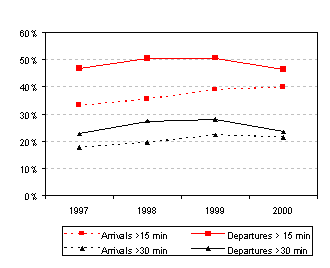 60%
50%
40%
30%
20%
10%
0%
1997 1998 1999 2000
Arrivals >15 min Departures > 15 min
Arrivals >30 min Departures >30 min